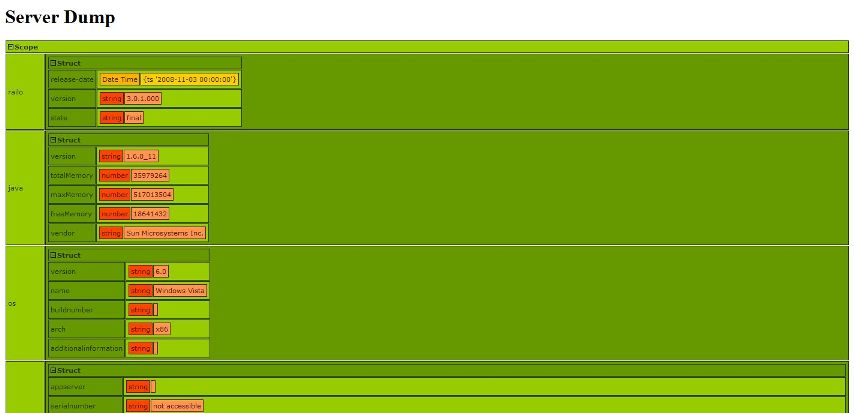 Server Dump
Scope
railo
Struct
release-date Date Time {ts '2008-11-03 00:00:00'}
version string 3.0.1.000
state string final
java
Struct
version string 1.6.0_11
totalMemory number 35979264
maxMemory number 517013504
freeMemory number 18641432
vendor string Sun Microsystems Inc.
os
Struct
version string 6.0
name string Windows Vista
buildnumber string
arch string x86
additionalinformation string
Struct
appserver string
serialnumber string not accessible